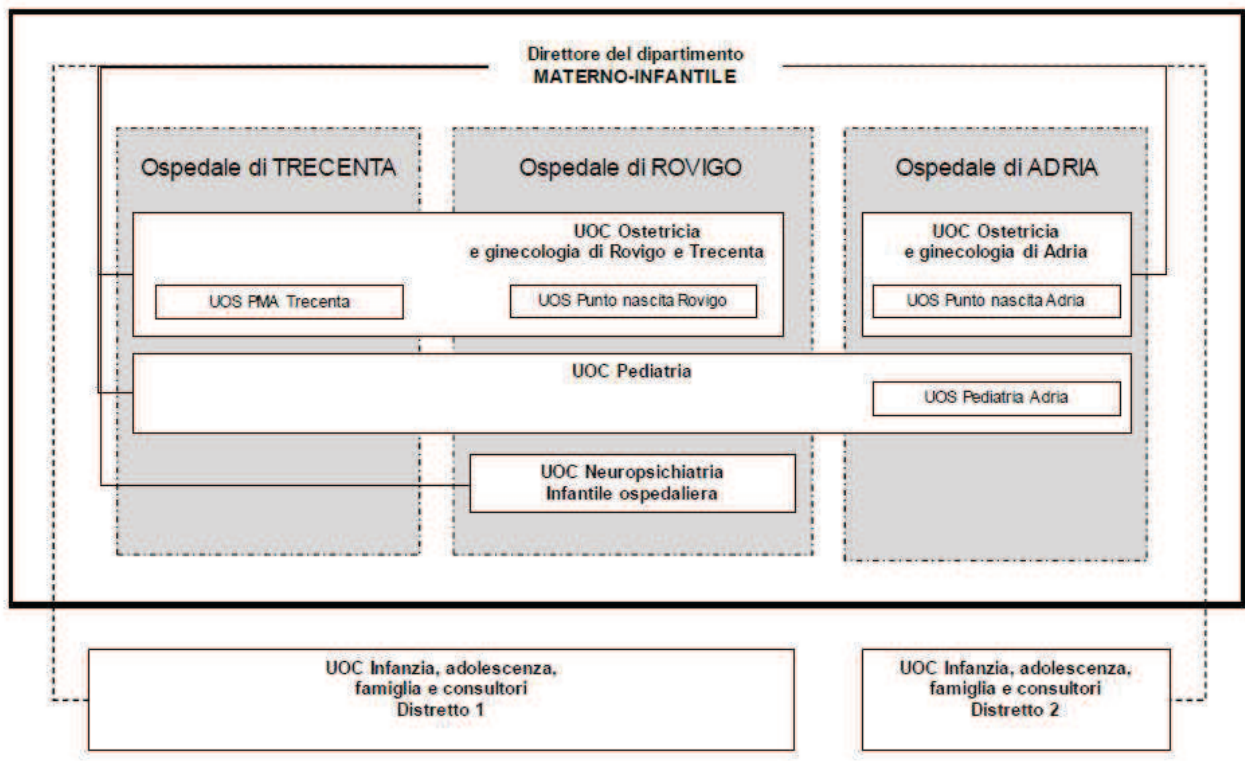 Direttore del dipartimento
MATERNO-INFANTILE
Ospedale di TRECENTA
Ospedale di ROVIGO
Ospedale di ADRIA
UOC Ostetricia
e ginecologia di Rovigo e Trecenta
UOC Ostetricia
e ginecologia di Adria
UOS PMA Trecenta
UOS Punto nascita Rovigo
UOS Punto nascita Adria
UOC Pediatria
UOS Pediatria Adria
UOC Neuropsichiatria
Infantile ospedaliera
UOC Infanzia, adolescenza,
famiglia e consultori
Distretto 1
UOC Infanzia, adolescenza,
famiglia e consultori
Distretto 2